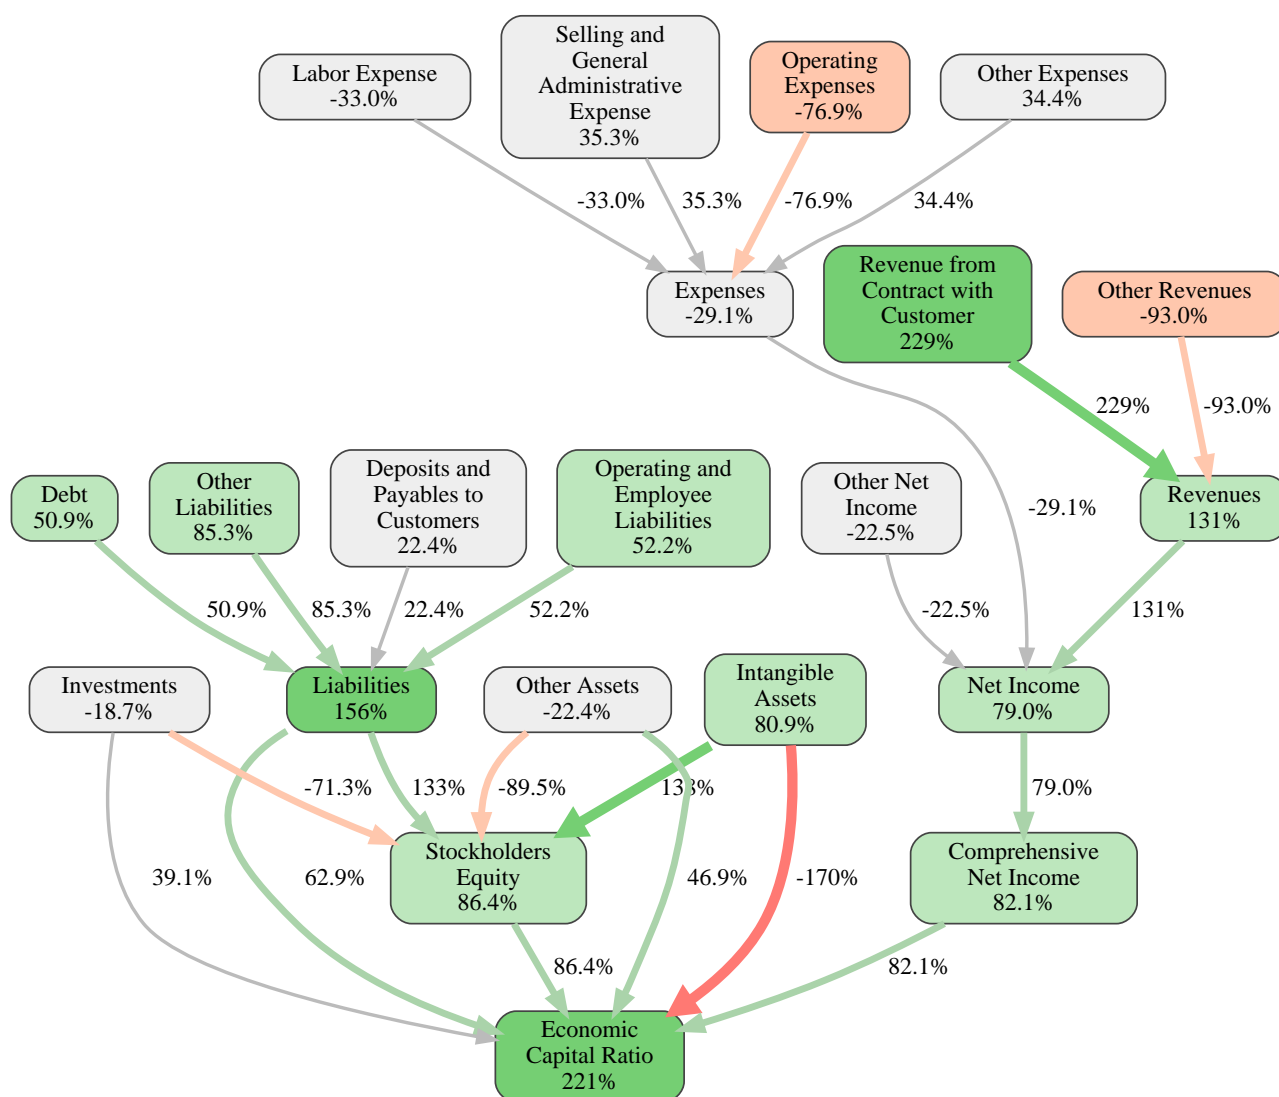 Labor Expense
-33.0%
Selling and
General
Administrative
Expense
35.3%
Operating
Expenses
-76.9%
Other Expenses
34.4%
-33.0%
35.3%
-76.9%
34.4%
Expenses
-29.1%
Revenue from
Contract with
Customer
229%
Other Revenues
-93.0%
229%
-93.0%
Debt
50.9%
Other
Liabilities
85.3%
Deposits and
Payables to
Customers
22.4%
Operating and
Employee
Liabilities
52.2%
Other Net
Income
-22.5%
-29.1%
Revenues
131%
50.9%
85.3%
22.4%
52.2%
-22.5%
131%
Investments
-18.7%
Liabilities
156%
Other Assets
-22.4%
Intangible
Assets
80.9%
Net Income
79.0%
-71.3%
133%
-89.5%
79.0%
Stockholders
Equity
86.4%
Comprehensive
Net Income
82.1%
39.1%
62.9%
46.9%
-170%
86.4%
82.1%
Economic
Capital Ratio
221%